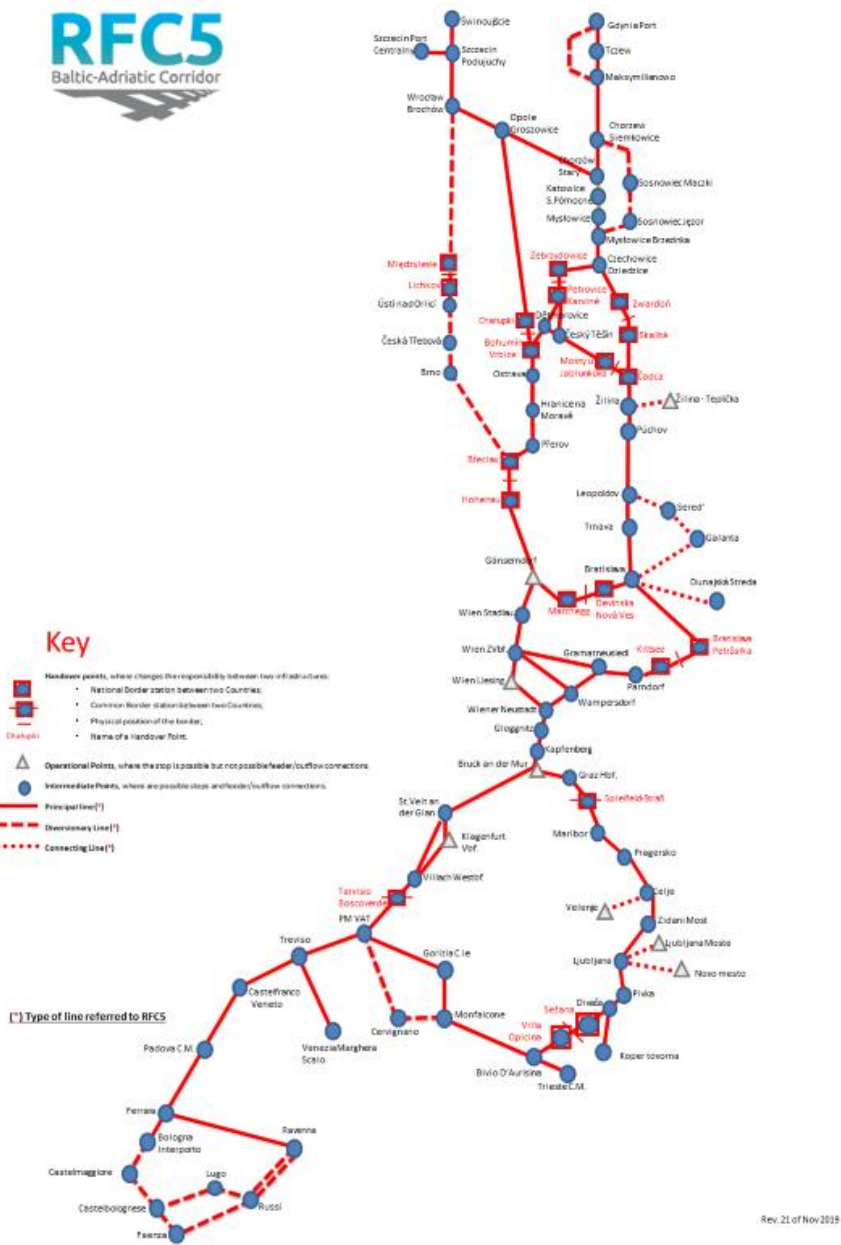 RFC5
Baltic-Adriatic Corridor
Świnoujście
Szczecin Port
Centralny
Szczecin
Podujuchy
Wrocław
Brochów
Opole
Groszowice
Gdynia Port
Tczew
Maksymilianowo
Chorzew
Siemkowice
Chorzów
Stary
Katowice
S.Północne
Sosnowiec Maczki
Mysłowice
Sosnowiec Jęzor
Mysłowice Brzezinka
Międzylesie
Zebrzydowice
Czechowice
Dziedzice
Lichkov
Petrovice
Karviné
Zwardoń
Ústí nad Orlicí
Chałupki
Český Těšín
Skalité
Česká Třebová
Bohumín
Vrbice
Mosty u
Jablunkova
Čadca
Brno
Ostrava
Žilina
Žilina - Teplička
Hranice na
Moravě
Púchov
Přerov
Břeclav
Leopoldov
Sereď
Hohenau
Trnava
Galanta
Gänserndorf
Bratislava
Dunajská Streda
Marchegg
Devínska
Nová Ves
Wien Stadlau
Bratislava
Petržalka
Wien ZVbf.
Gramatneusiedl
Kittsee
Wien Liesing
Parndorf
Wampersdorf
Wiener Neustadt
Gloggnitz
Kapfenberg
Bruck an der Mur
Graz Hbf.
Spielfeld-Straß
St. Veit an
der Glan
Maribor
Klagenfurt
Vbf.
Pragersko
Villach Westbf.
Celje
Tarvisio
Boscoverde
Velenje
Zidani Most
PM VAT
Ljubljana Moste
Treviso
Gorizia C.le
Ljubljana
Novo mesto
Castelfranco
Veneto
Pivka
Divača
Sežana
Cervignano
Monfalcone
Villa
Opicina
Venezia Marghera
Scalo
Koper tovorna
Padova C.M.
Bivio D'Aurisina
Trieste C.M.
Ferrara
Bologna
Interporto
Ravenna
Castelmaggiore
Lugo
Castelbolognese
Russi
Faenza
Key
Handover points, where changes the responsibility between two infrastructures:
• National Border station between two Countries;
• Common Border station between two Countries;
• Physical position of the border;
Chałupki • Name of a Handover Point.
Operational Points, where the stop is possible but not possible feeder/outflow connections.
Intermediate Points, where are possible stops and feeder/outflow connections.
Principal line(*)
Diversionary Line(*)
Connecting Line(*)
(*) Type of line referred to RFC5
Rev. 21 of Nov 2019